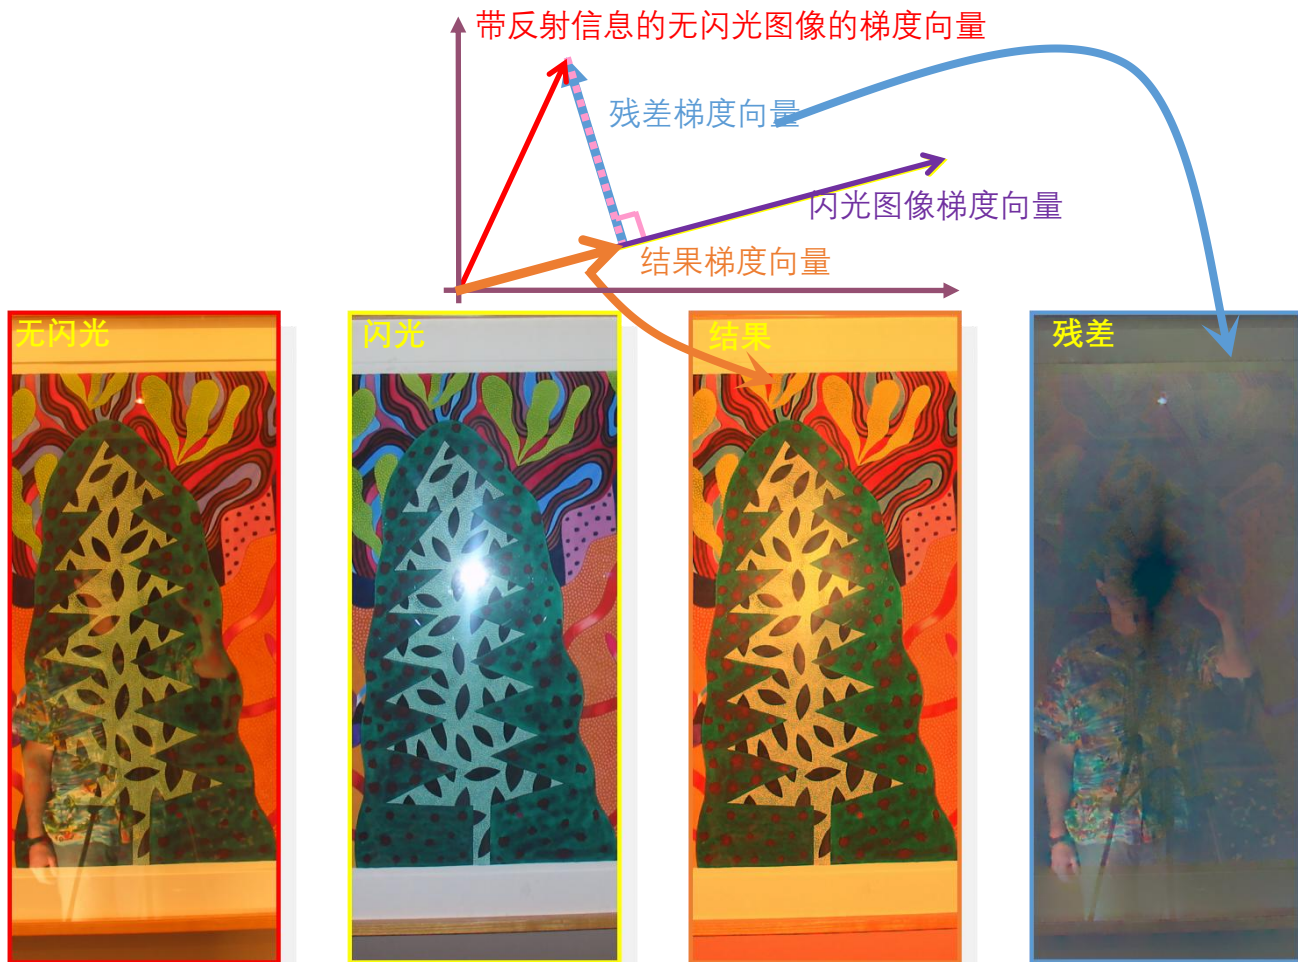 带反射信息的无闪光图像的梯度向量
残差梯度向量
闪光图像梯度向量
结果梯度向量
无闪光
闪光
结果
残差